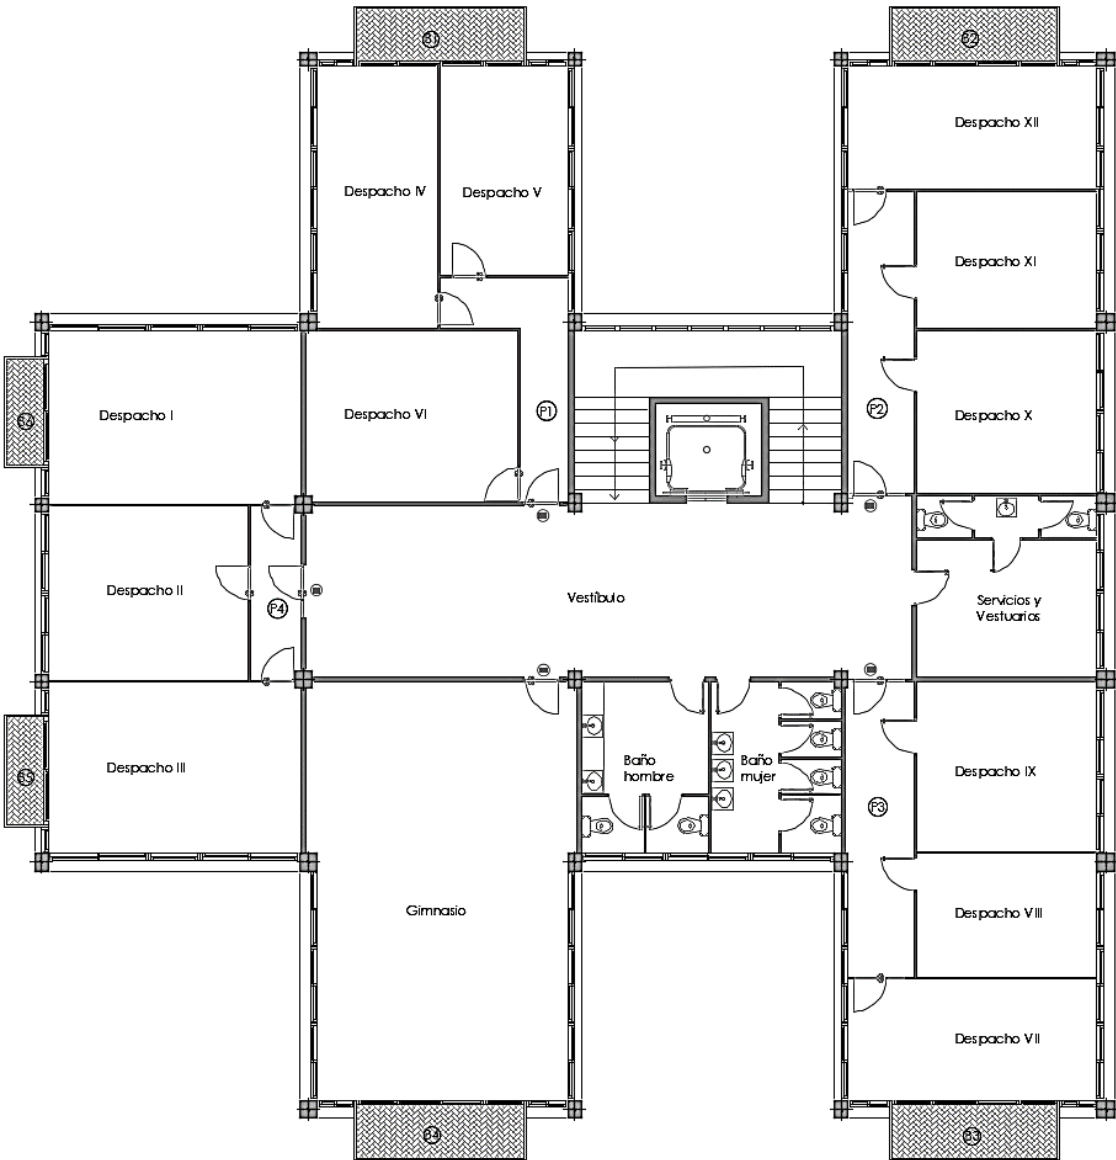 B1
B2
Despacho XII
Despacho IV
Despacho V
Despacho XI
Despacho I
Despacho VI
P1
P2
Despacho X
B6
Despacho II
P4
Vestíbulo
Servicios y
Vestuarios
Despacho III
B5
Baño
hombre
Baño
mujer
Despacho IX
P3
Gimnasio
Despacho VIII
Despacho VII
B4
B3